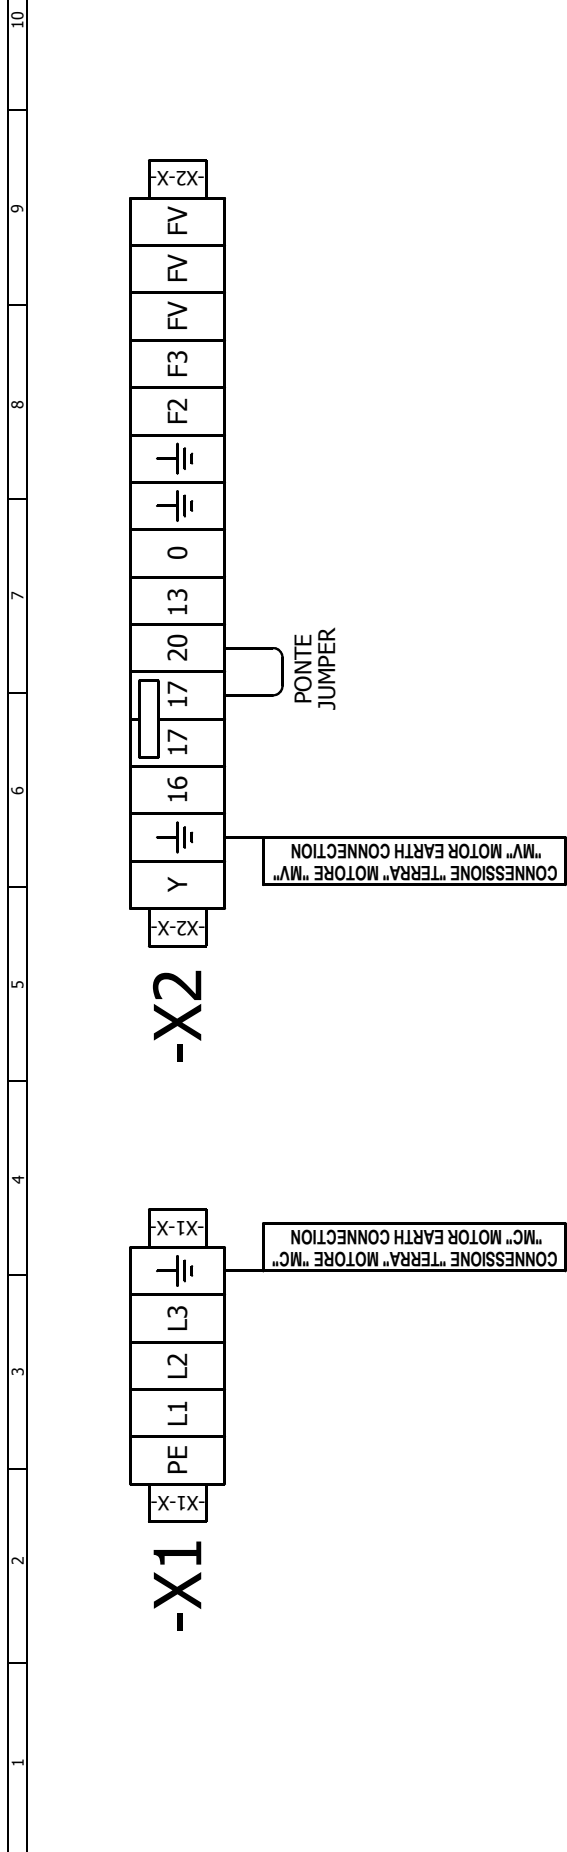 1
2
3
4
5
6
7
8
9
10
-X1
-X1-X-
PE
L1
L2
L3
-X1-X-
CONNESSIONE "TERRA" MOTORE "MC"
"MC" MOTOR EARTH CONNECTION
-X2
-X2-X-
Y
16
17
17
20
13
0
F2
F3
FV
FV
FV
-X2-X-
CONNESSIONE "TERRA" MOTORE "MV"
"MV" MOTOR EARTH CONNECTION
PONTE
JUMPER